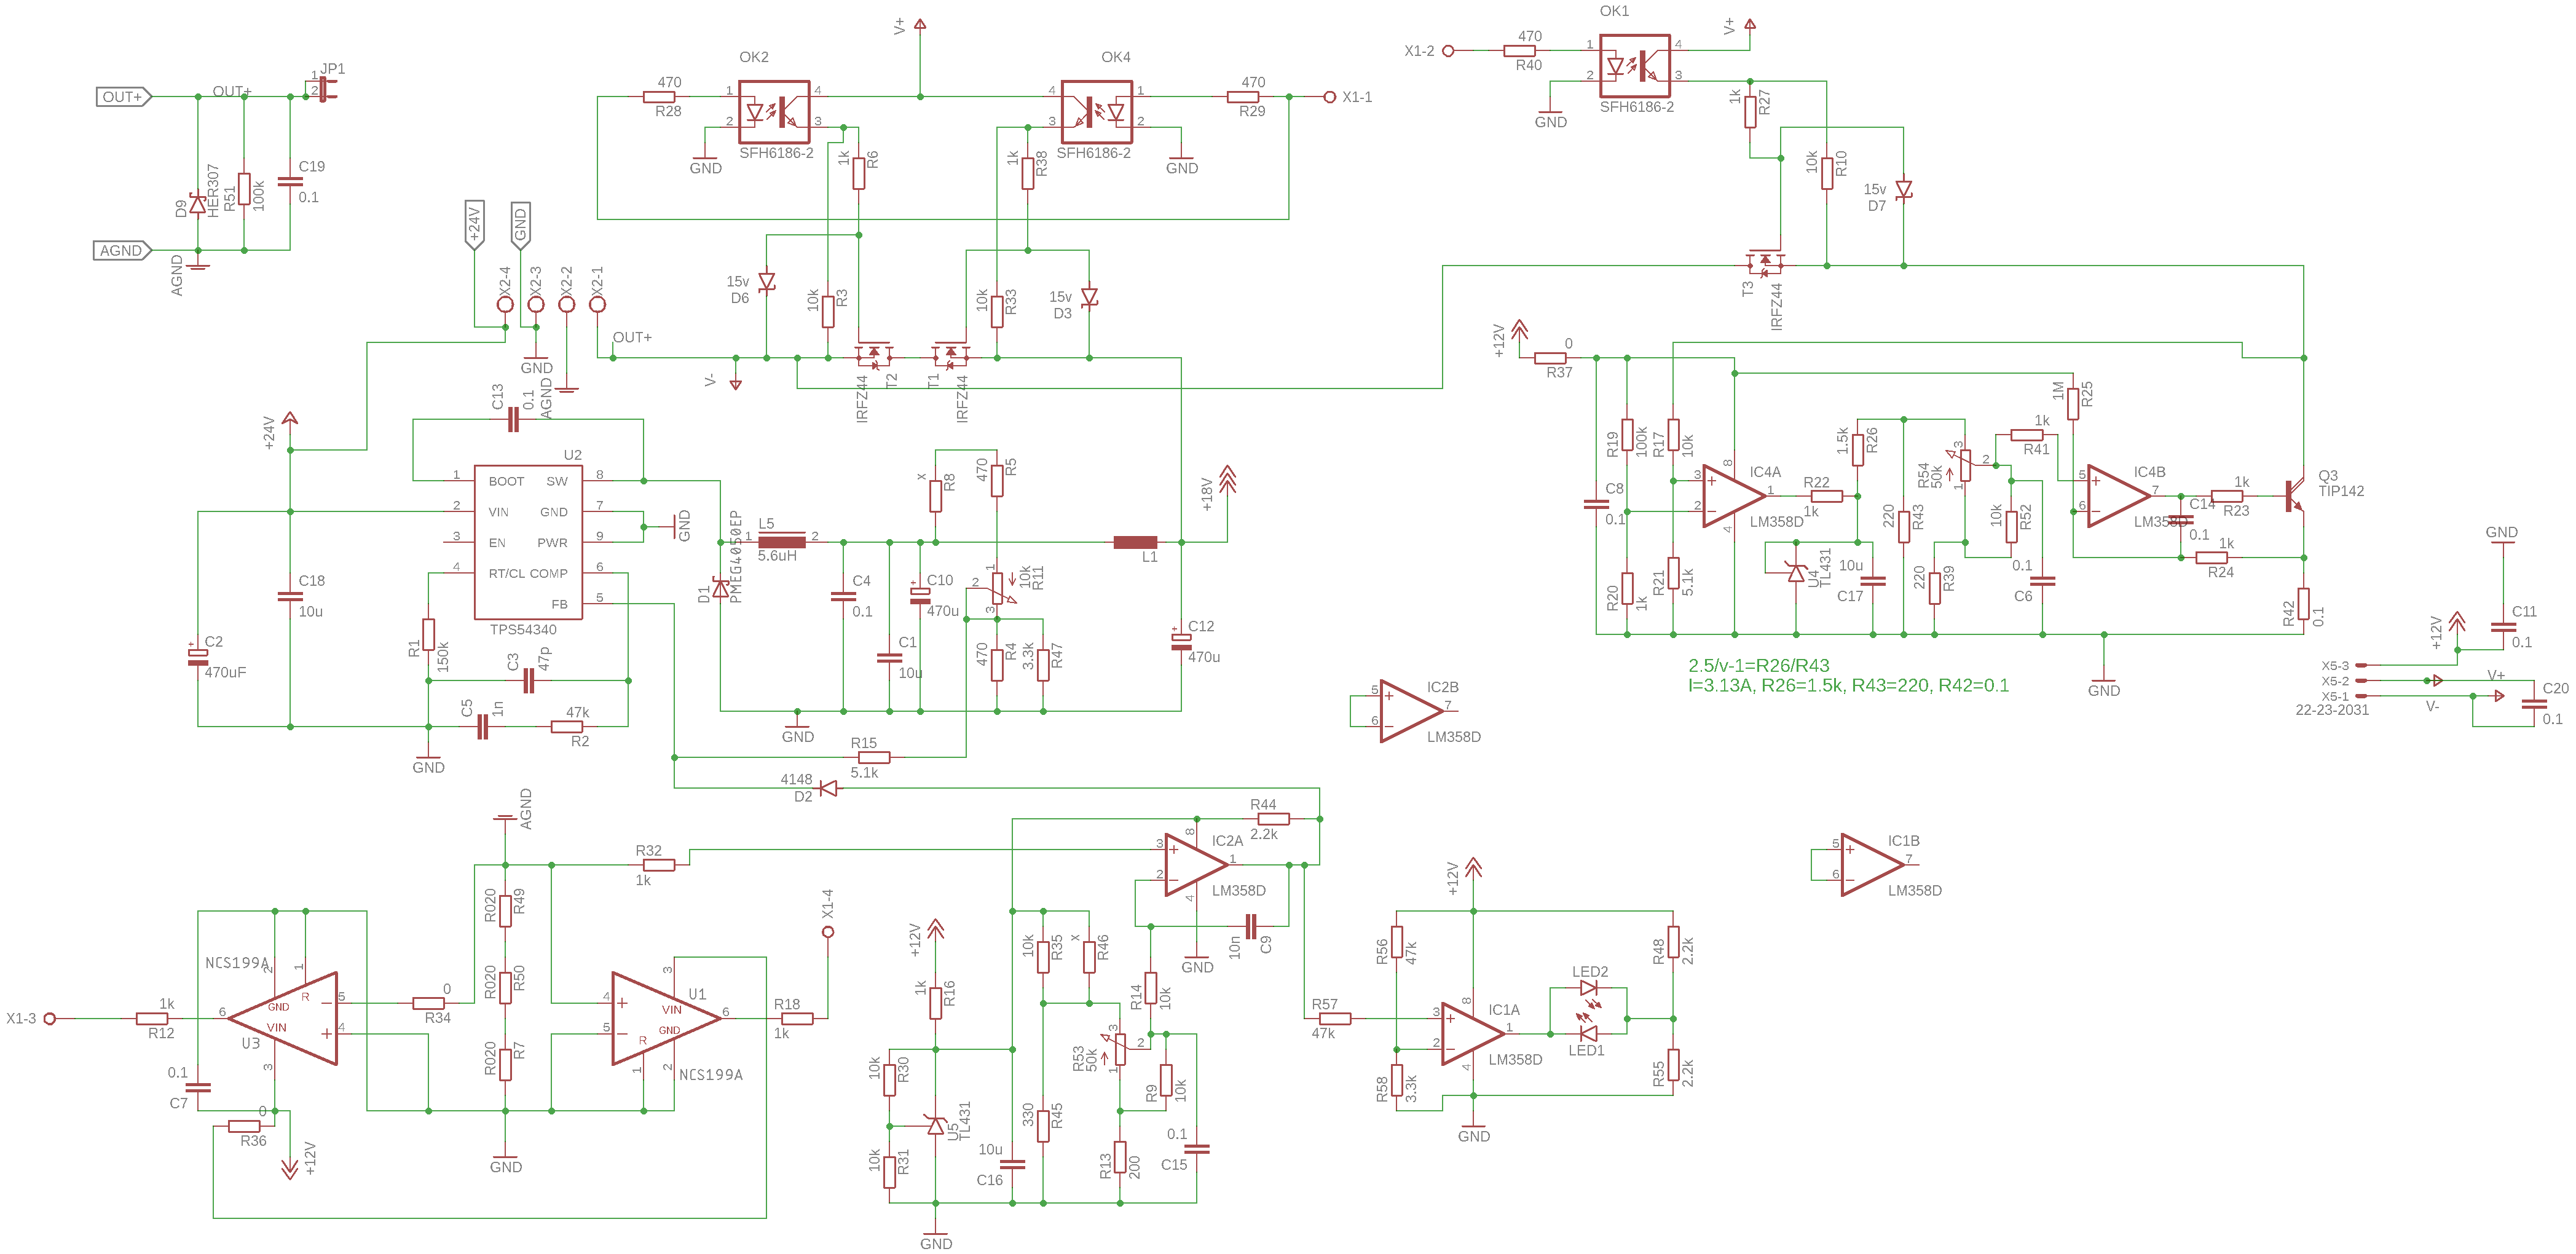 OUT+
OUT+
1
2
JP1
D9
HER307
R51
100k
C19
0.1
AGND
AGND
+24V
GND
X2-4
X2-3
X2-2
X2-1
GND
AGND
OUT+
V-
OK2
470
R28
1
2
4
3
SFH6186-2
GND
V+
OK4
4
3
1
2
SFH6186-2
470
R29
X1-1
GND
1k
R6
1k
R38
15v
D6
10k
R3
10k
R33
15v
D3
IRFZ44
T2
T1
IRFZ44
OK1
X1-2
470
R40
1
2
4
3
SFH6186-2
GND
V+
1k
R27
10k
R10
15v
D7
T3
IRFZ44
+24V
C13
0.1
U2
1
BOOT
SW
8
2
VIN
GND
7
3
EN
PWR
9
4
RT/CL
COMP
6
FB
5
TPS54340
GND
C2
470uF
C18
10u
R1
150k
C3
47p
C5
1n
47k
R2
GND
D1
PMEG4050EP
L5
1
2
5.6uH
C4
0.1
C1
10u
C10
470u
x
R8
470
R5
1
2
3
10k
R11
470
R4
3.3k
R47
L1
+18V
C12
470u
GND
R15
5.1k
4148
D2
+12V
0
R37
C8
0.1
R19
100k
R17
10k
R20
1k
R21
5.1k
3
2
8
4
1
IC4A
LM358D
R22
1k
1.5k
R26
U4
TL431
10u
C17
220
R43
R54
50k
3
2
1
220
R39
10k
R52
0.1
C6
1k
R41
1M
R25
5
6
7
IC4B
LM358D
C14
0.1
1k
R23
1k
R24
Q3
TIP142
R42
0.1
GND
2.5/v-1=R26/R43
I=3.13A, R26=1.5k, R43=220, R42=0.1
GND
C11
0.1
+12V
X5-3
X5-2
X5-1
22-23-2031
V+
V-
C20
0.1
5
6
7
IC2B
LM358D
5
6
7
IC1B
LM358D
AGND
R32
1k
R020
R49
R020
R50
R020
R7
GND
X1-3
1k
R12
NCS199A
6
2
1
GND
R
VIN
5
4
3
U3
0
R34
0.1
C7
0
R36
+12V
4
5
3
VIN
GND
R
1
2
6
U1
NCS199A
R18
1k
X1-4
+12V
1k
R16
10k
R30
10k
R31
U5
TL431
10u
C16
GND
10k
R35
x
R46
330
R45
R53
50k
3
2
1
R14
10k
R9
10k
R13
200
0.1
C15
3
2
8
4
1
IC2A
LM358D
GND
R44
2.2k
10n
C9
R57
47k
+12V
R56
47k
R58
3.3k
3
2
8
4
1
IC1A
LM358D
GND
LED2
LED1
R48
2.2k
R55
2.2k